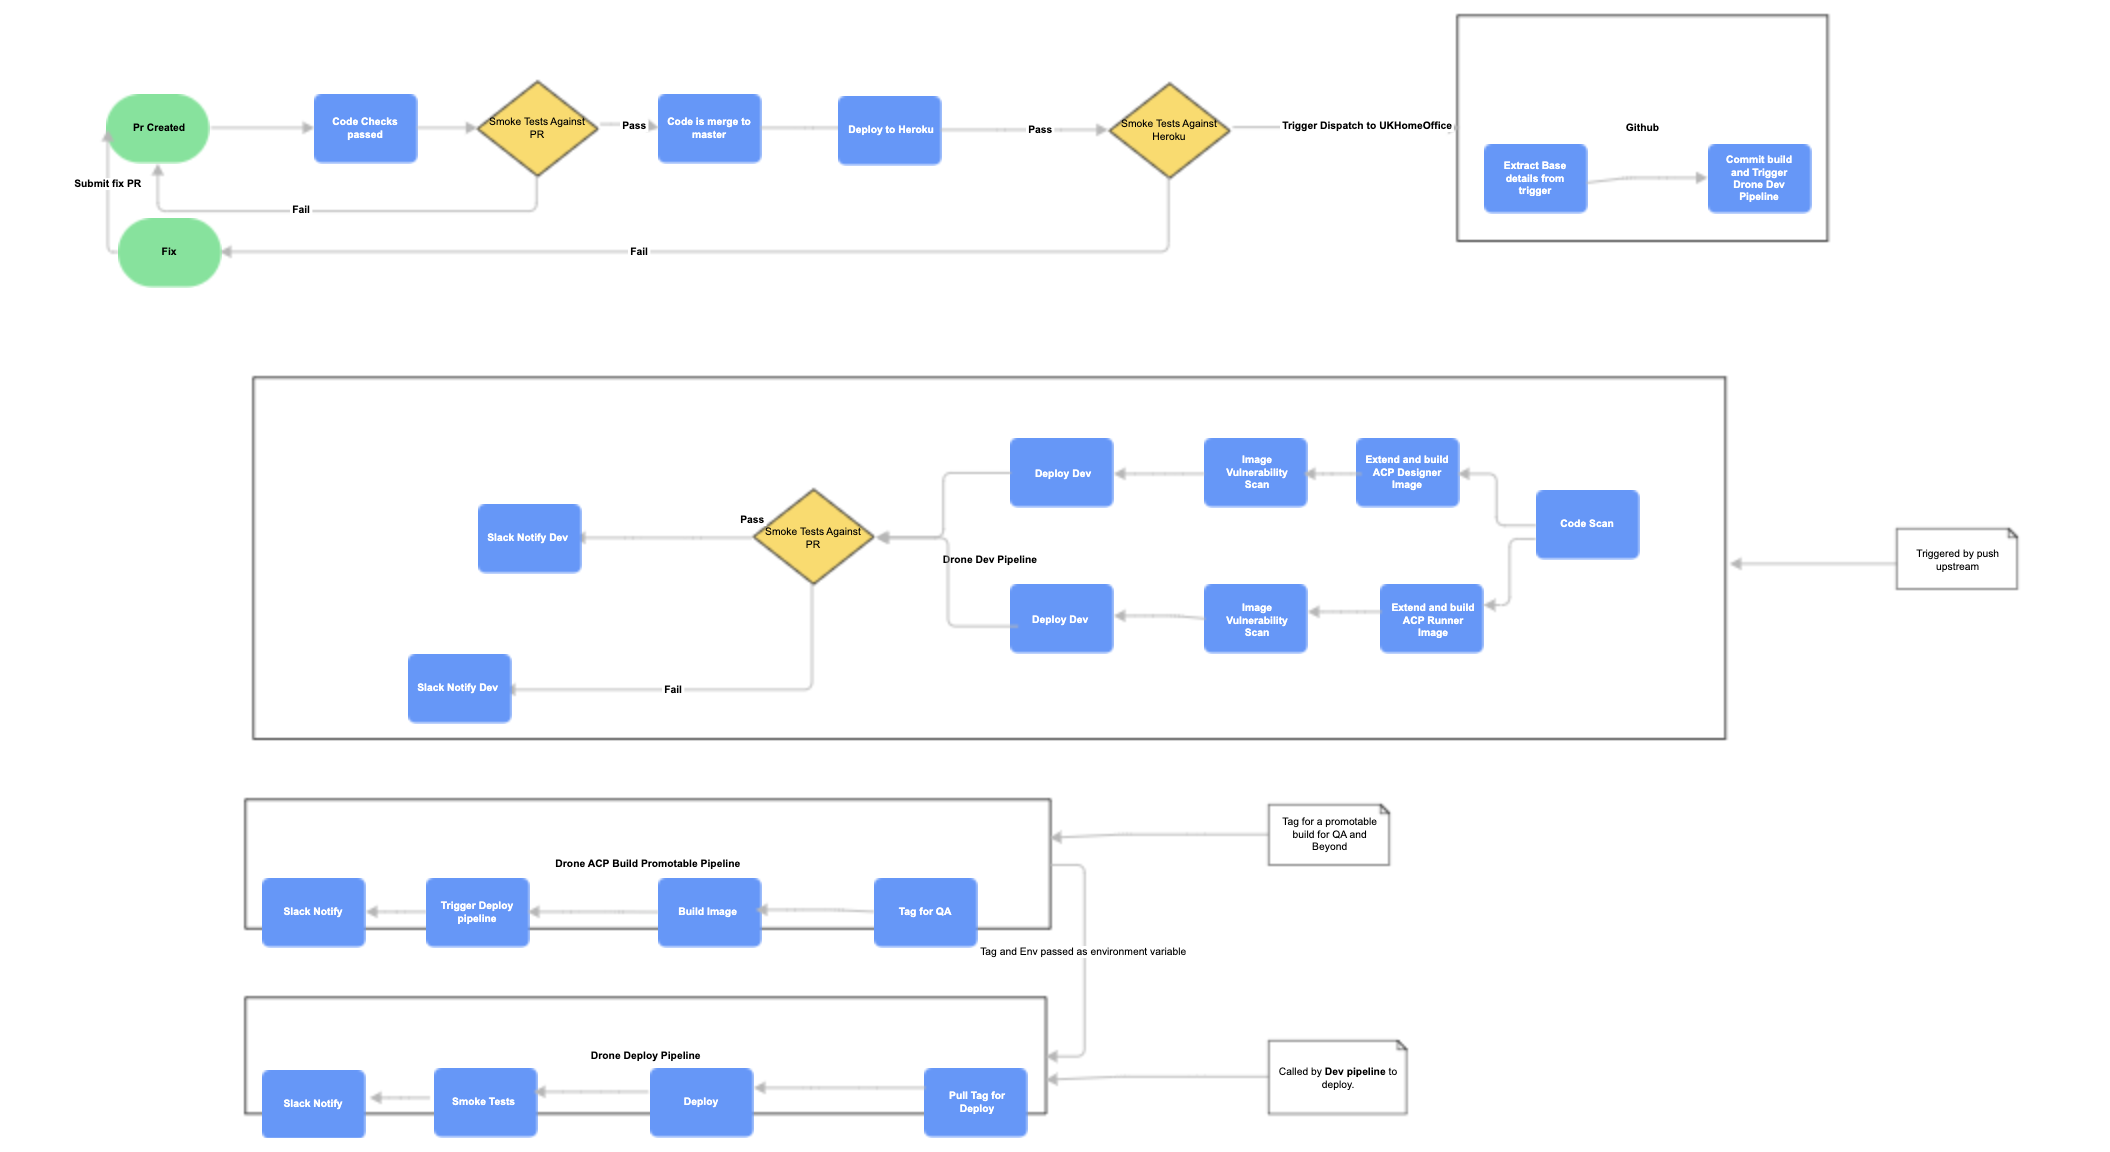 Pr Created
Code Checks
passed
Smoke Tests Against
PR
Pass
Code is merge to
master
Deploy to Heroku
Pass
Smoke Tests Against
Heroku
Trigger Dispatch to UKHomeOffice
Github
Extract Base
details from
trigger
Commit build
and Trigger
Drone Dev
Pipeline
Submit fix PR
Fail
Fix
Fail
Deploy Dev
Image
Vulnerability
Scan
Extend and build
ACP Designer
Image
Code Scan
Slack Notify Dev
Pass
Smoke Tests Against
PR
Drone Dev Pipeline
Triggered by push
upstream
Deploy Dev
Image
Vulnerability
Scan
Extend and build
ACP Runner
Image
Slack Notify Dev
Fail
Tag for a promotable
build for QA and
Beyond
Drone ACP Build Promotable Pipeline
Slack Notify
Trigger Deploy
pipeline
Build Image
Tag for QA
Tag and Env passed as environment variable
Drone Deploy Pipeline
Called by Dev pipeline to
deploy.
Slack Notify
Smoke Tests
Deploy
Pull Tag for
Deploy